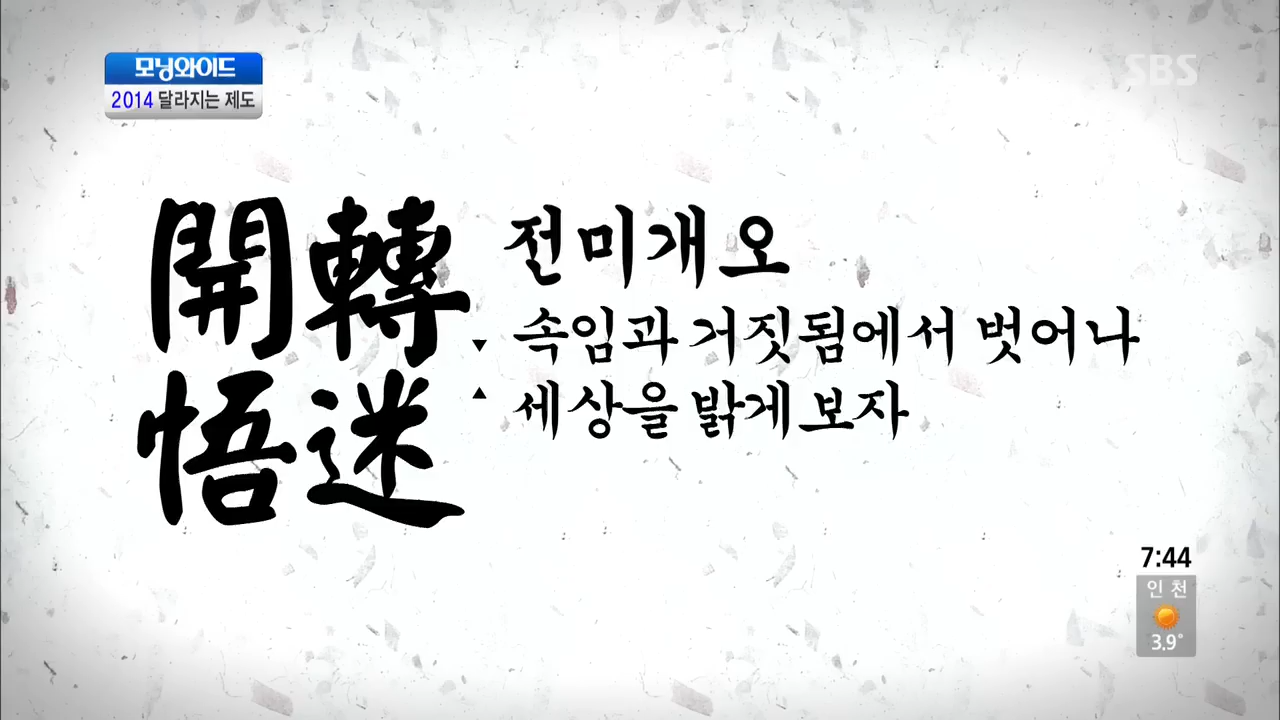 모닝와이드
2014 달라지는 제도
SBS
開轉
悟迷
전미개오
속임과 거짓됨에서 벗어나
세상을 밝게 보자
7:44
인천
3.9°